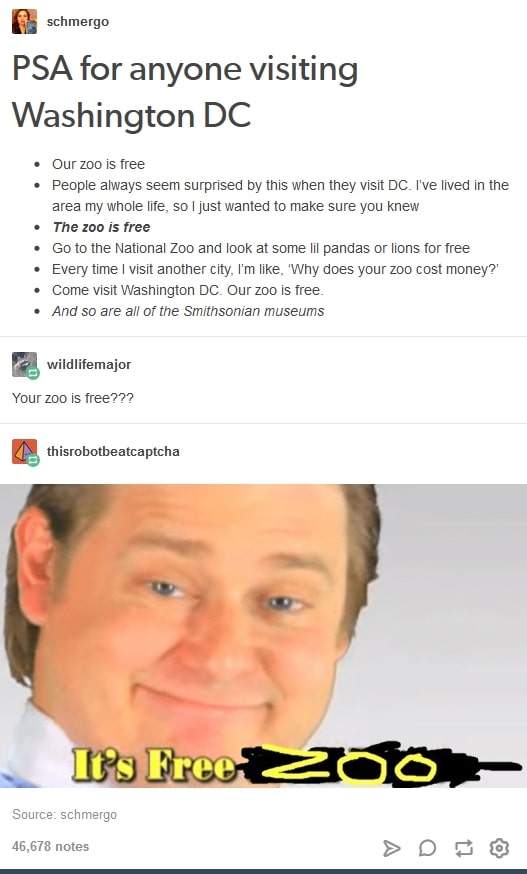 schmergo
PSA for anyone visiting
Washington DC
• Our zoo is free
• People always seem surprised by this when they visit DC. I've lived in the
area my whole life, so I just wanted to make sure you knew
• The zoo is free
• Go to the National Zoo and look at some lil pandas or lions for free
• Every time I visit another city, I'm like, 'Why does your zoo cost money?'
• Come visit Washington DC. Our zoo is free.
• And so are all of the Smithsonian museums
wildlifemajor
Your zoo is free???
thisrobotbeatcaptcha
It's Free ZOO
Source: schmergo
46,678 notes